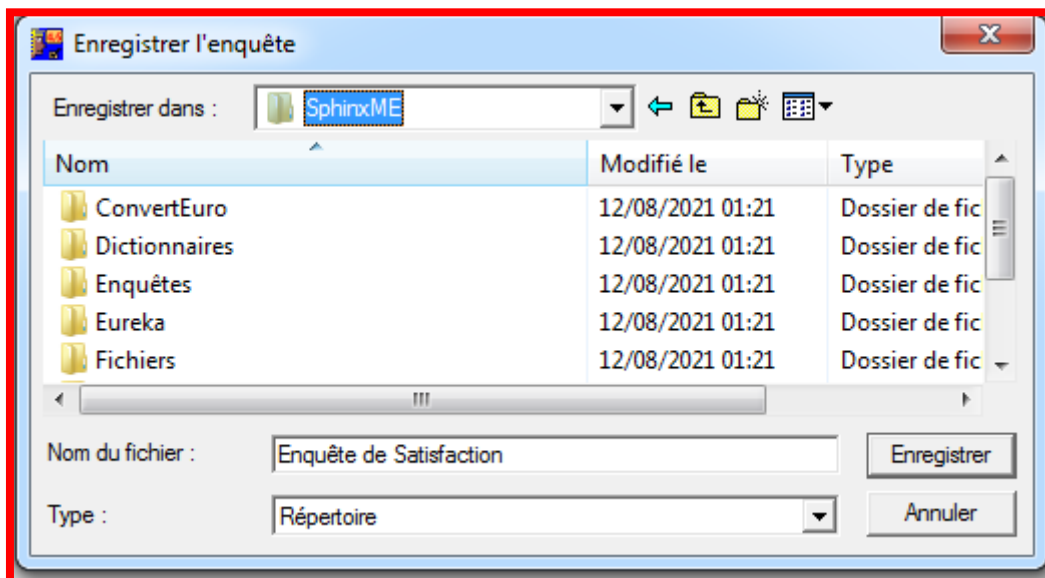 Enregistrer l'enquête
Enregistrer dans : SphinxME
Nom Modifié le Type
ConvertEuro 12/08/2021 01:21 Dossier de fic
Dictionnaires 12/08/2021 01:21 Dossier de fic
Enquêtes 12/08/2021 01:21 Dossier de fic
Eureka 12/08/2021 01:21 Dossier de fic
Fichiers 12/08/2021 01:21 Dossier de fic
Nom du fichier : Enquête de Satisfaction Enregistrer
Type : Répertoire Annuler